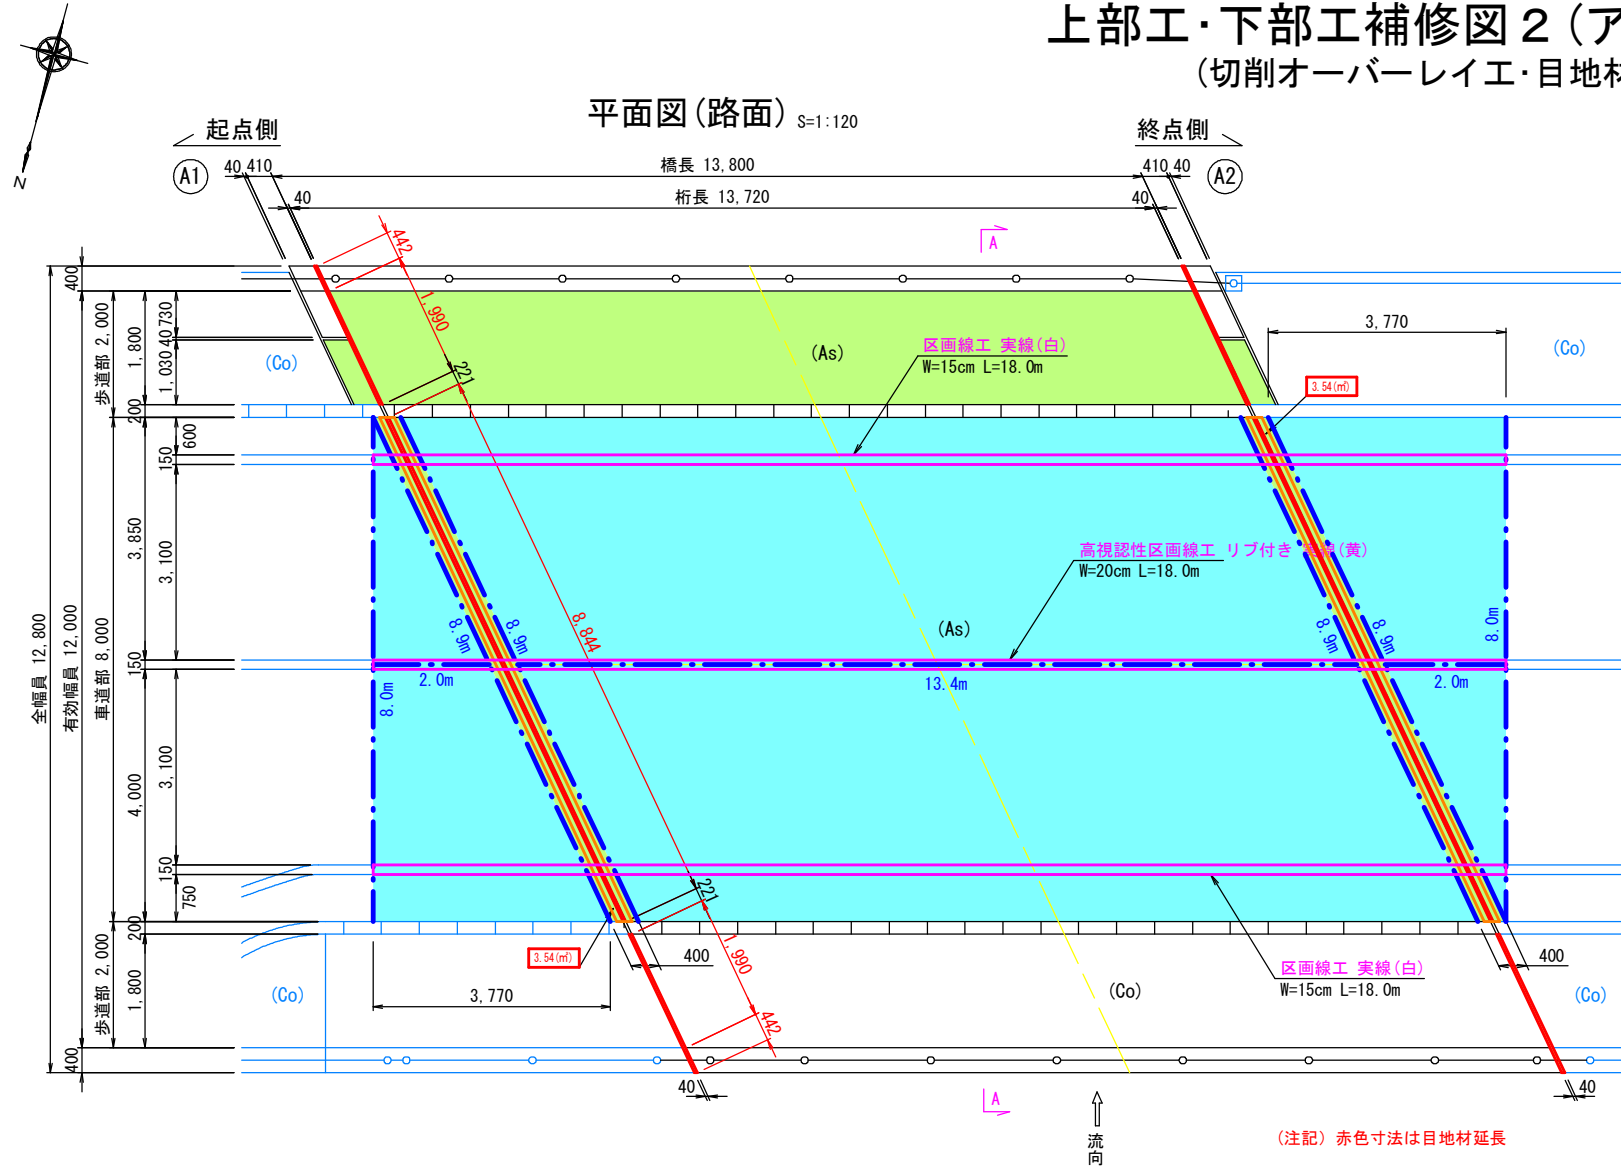 上部工・下部工補修図２（ア
（切削オーバーレイ工・目地材
平面図（路面） S=1:120
起点側
終点側
A1
A2
N
40 410
橋長 13,800
410 40
40
桁長 13,720
40
A
442
1,990
221
8,844
221
1,990
442
400
歩道部 2,000
1,800
730
40
1,030
200
600
150
3,850
3,100
150
全幅員 12,800
有効幅員 12,000
車道部 8,000
4,000
3,100
150
750
200
歩道部 2,000
1,800
400
(Co)
(As)
区画線工 実線(白)
W=15cm L=18.0m
3,770
(Co)
3.54(㎡)
高視認性区画線工 リブ付き 実線(黄)
W=20cm L=18.0m
(As)
8.9m
8.9m
8.9m
8.9m
8.0m
8.0m
2.0m
13.4m
2.0m
3.54(㎡)
400
3,770
(Co)
(Co)
区画線工 実線(白)
W=15cm L=18.0m
400
(Co)
40
A
流向
40
(注記) 赤色寸法は目地材延長